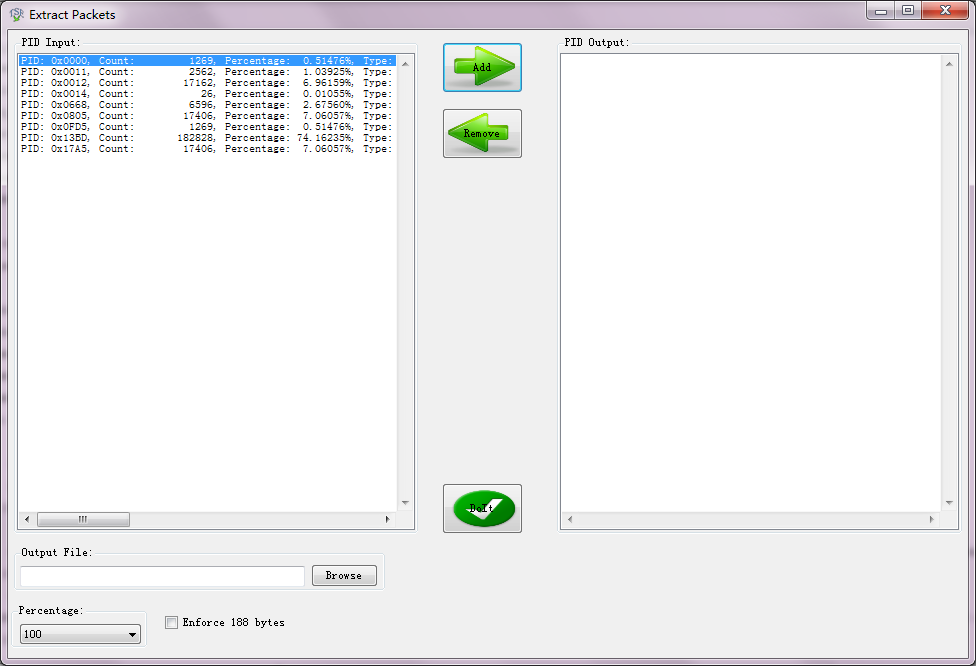 Extract Packets
PID Input:
PID: 0x0000, Count: 1269, Percentage: 0.51476%, Type:
PID: 0x0011, Count: 2562, Percentage: 1.03925%, Type:
PID: 0x0012, Count: 17162, Percentage: 6.96159%, Type:
PID: 0x0014, Count: 26, Percentage: 0.01055%, Type:
PID: 0x0668, Count: 6596, Percentage: 2.67560%, Type:
PID: 0x0805, Count: 17406, Percentage: 7.06057%, Type:
PID: 0x0FD5, Count: 1269, Percentage: 0.51476%, Type:
PID: 0x13BD, Count: 182828, Percentage: 74.16235%, Type:
PID: 0x17A5, Count: 17406, Percentage: 7.06057%, Type:
Add
Remove
DoIt
PID Output:
Output File:
Browse
Percentage:
100
Enforce 188 bytes